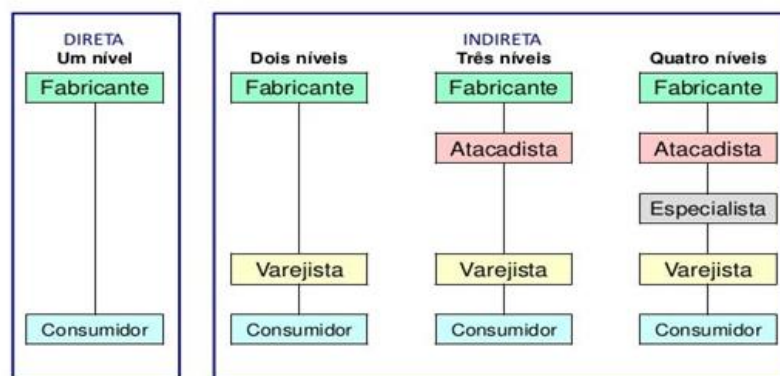 DIRETA
Um nível
Fabricante
Consumidor
INDIRETA
Dois níveis
Fabricante
Varejista
Consumidor
Três níveis
Fabricante
Atacadista
Varejista
Consumidor
Quatro níveis
Fabricante
Atacadista
Especialista
Varejista
Consumidor